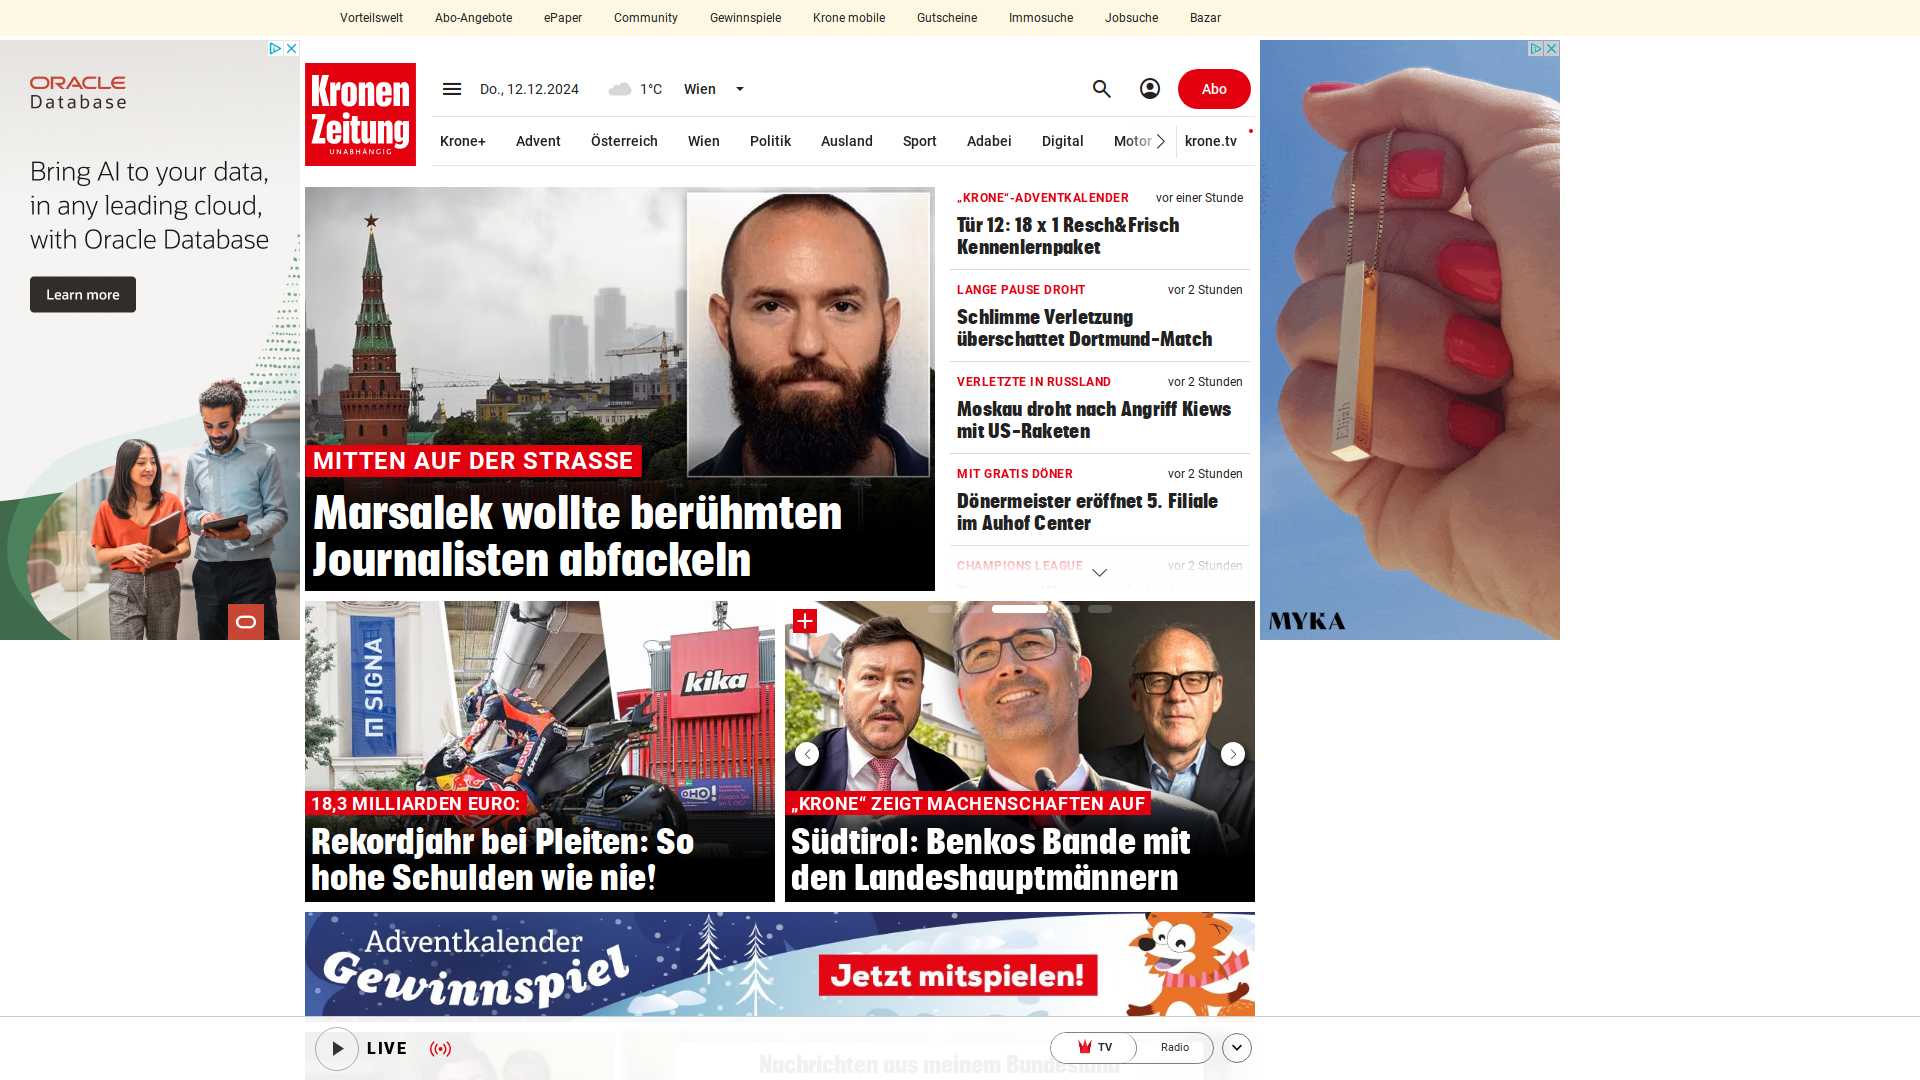 Vorteilswelt Abo-Angebote ePaper Community Gewinnspiele Krone mobile Gutscheine Immosuche Jobsuche Bazar
ORACLE
Database
Bring AI to your data,
in any leading cloud,
with Oracle Database
Learn more
Kronen
Zeitung
UNABHÄNGIG
Do., 12.12.2024 1°C Wien
Abo
Krone+ Advent Österreich Wien Politik Ausland Sport Adabei Digital Motor krone.tv
MITTEN AUF DER STRASSE
Marsalek wollte berühmten
Journalisten abfackeln
„KRONE“-ADVENTKALENDER vor einer Stunde
Tür 12: 18 x 1 Resch&Frisch
Kennenlernpaket
LANGE PAUSE DROHT vor 2 Stunden
Schlimme Verletzung
überschattet Dortmund-Match
VERLETZTE IN RUSSLAND vor 2 Stunden
Moskau droht nach Angriff Kiews
mit US-Raketen
MIT GRATIS DÖNER vor 2 Stunden
Dönermeister eröffnet 5. Filiale
im Auhof Center
CHAMPIONS LEAGUE vor 2 Stunden
Elijah
MYKA
SIGNA
kika
OHO!
18,3 MILLIARDEN EURO:
Rekordjahr bei Pleiten: So
hohe Schulden wie nie!
„KRONE“ ZEIGT MACHENSCHAFTEN AUF
Südtirol: Benkos Bande mit
den Landeshauptmännern
Adventkalender
Gewinnspiel
Jetzt mitspielen!
LIVE
TV Radio
Nachrichten aus meinem Bundesland